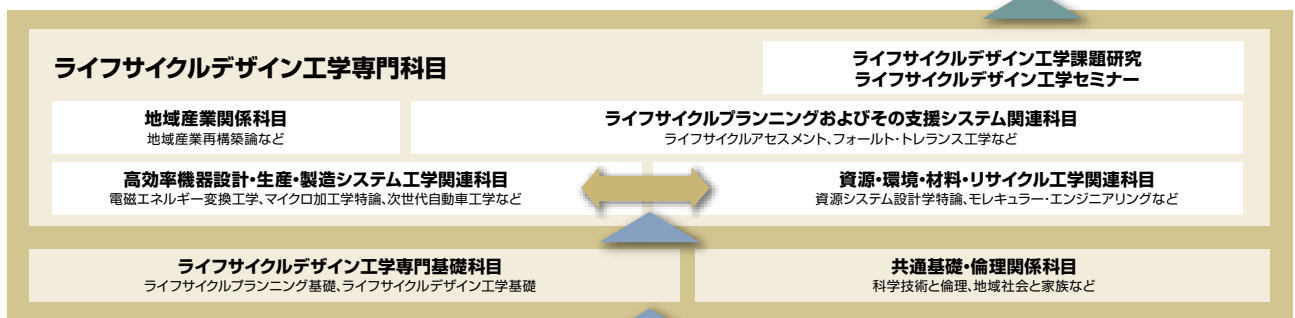 ライフサイクルデザイン工学専門科目
ライフサイクルデザイン工学課題研究
ライフサイクルデザイン工学セミナー
地域産業関係科目
地域産業再構築論など
ライフサイクルプランニングおよびその支援システム関連科目
ライフサイクルアセスメント、フォールト・トレランス工学など
高効率機器設計・生産・製造システム工学関連科目
電磁エネルギー変換工学、マイクロ加工学特論、次世代自動車工学など
資源・環境・材料・リサイクル工学関連科目
資源システム設計学特論、モレキュラー・エンジニアリングなど
ライフサイクルデザイン工学専門基礎科目
ライフサイクルプランニング基礎、ライフサイクルデザイン工学基礎
共通基礎・倫理関係科目
科学技術と倫理、地域社会と家族など